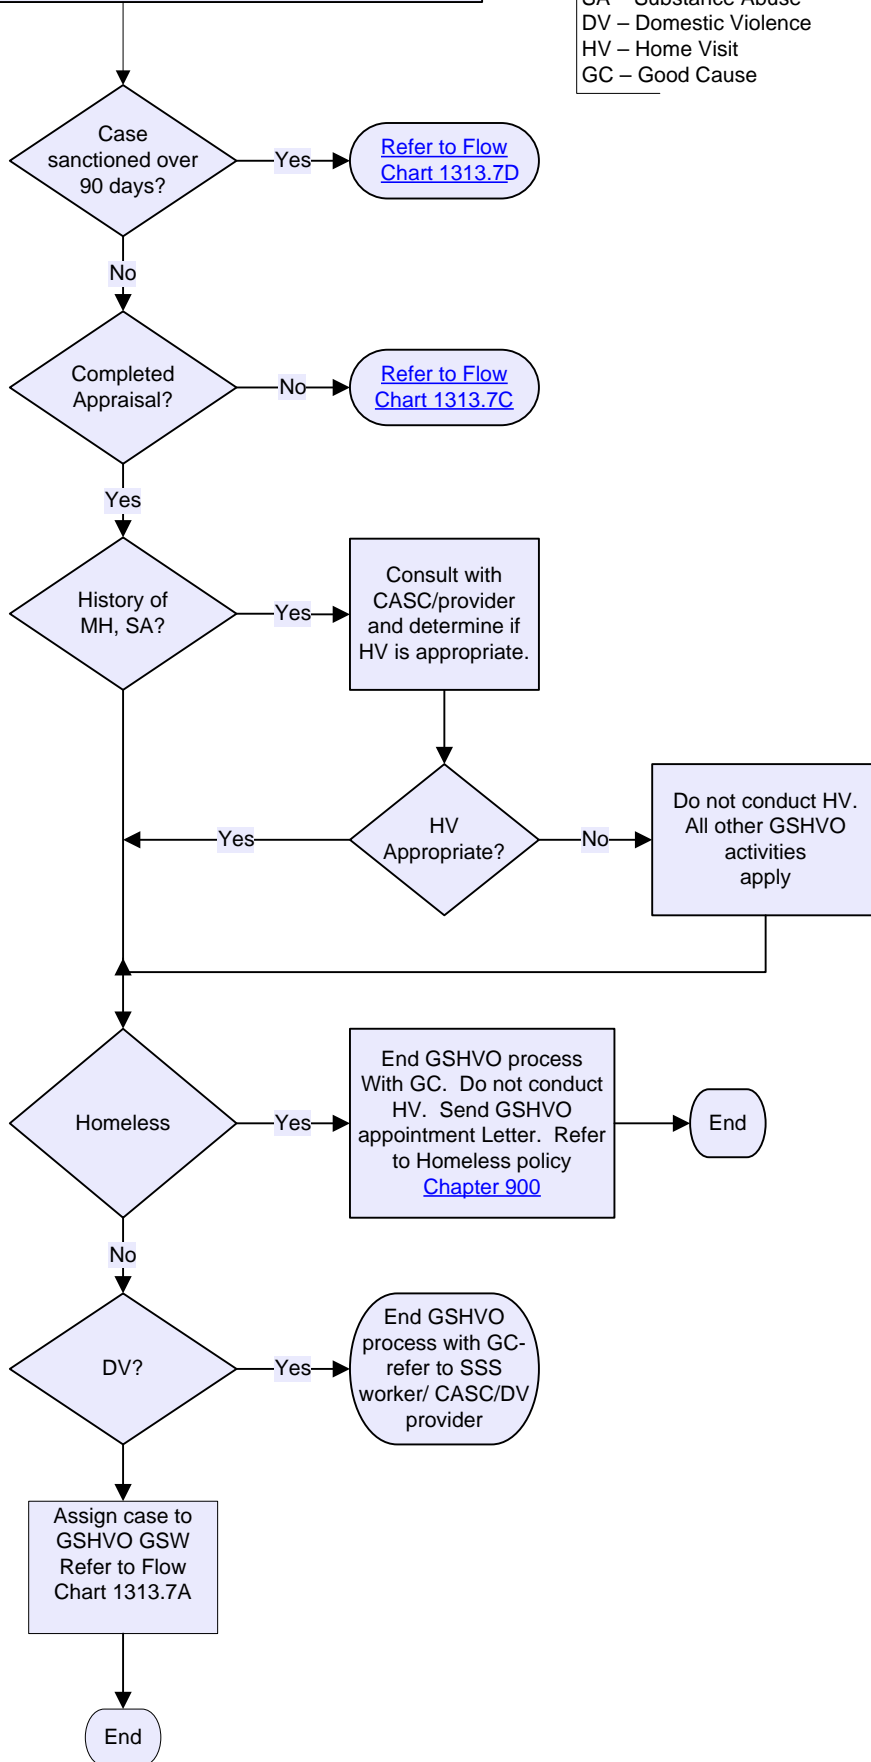 SA – Substance Abuse
DV – Domestic Violence
HV – Home Visit
GC – Good Cause
Case
sanctioned over
90 days?
Yes
Refer to Flow
Chart 1313.7D
No
Completed
Appraisal?
No
Refer to Flow
Chart 1313.7C
Yes
History of
MH, SA?
Yes
Consult with
CASC/provider
and determine if
HV is appropriate.
Yes
HV
Appropriate?
No
Do not conduct HV.
All other GSHVO
activities
apply
Homeless
Yes
End GSHVO process
With GC. Do not conduct
HV. Send GSHVO
appointment Letter. Refer
to Homeless policy
Chapter 900
End
No
DV?
Yes
End GSHVO
process with GC-
refer to SSS
worker/ CASC/DV
provider
Assign case to
GSHVO GSW
Refer to Flow
Chart 1313.7A
End